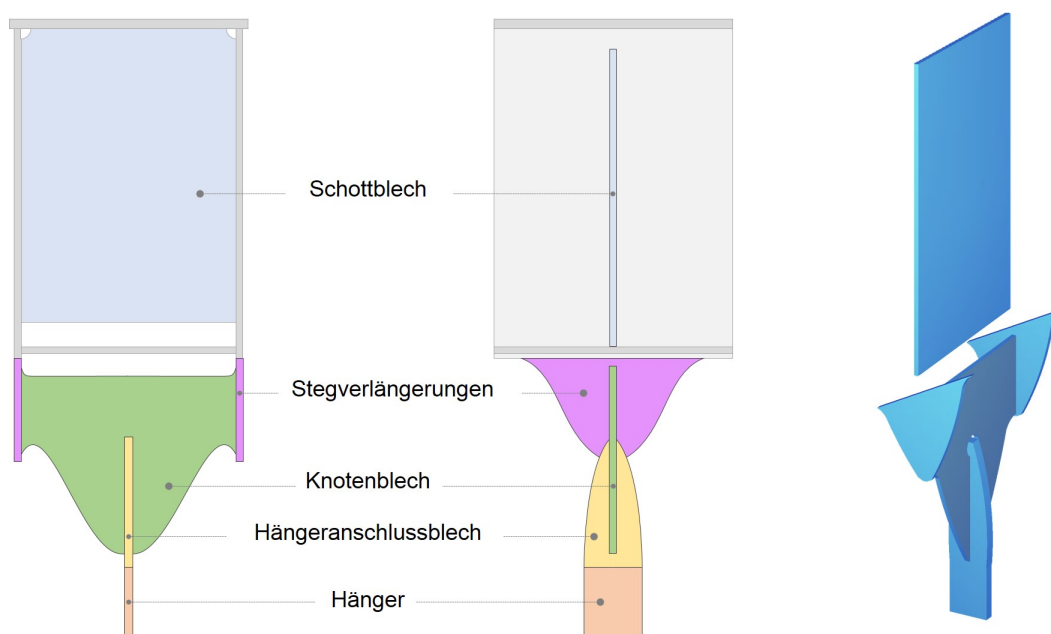 Schottblech
Stegverlängerungen
Knotenblech
Hängeranschlussblech
Hänger